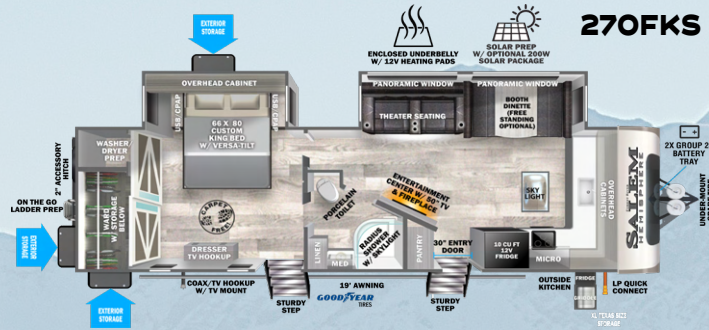 270FKS
EXTERIOR
STORAGE
ENCLOSED UNDERBELLY
W/ 12V HEATING PADS
SOLAR PREP
W/ OPTIONAL 200W
SOLAR PACKAGE
OVERHEAD CABINET
USB/CPAP
66 X 80
CUSTOM
KING BED
W/ VERSA-TILT
USB/CPAP
PANORAMIC WINDOW
THEATER SEATING
PANORAMIC WINDOW
BOOTH
DINETTE
(FREE
STANDING
OPTIONAL)
2X GROUP 2
BATTERY
TRAY
WASHER
DRYER
PREP
2" ACCESSORY
HITCH
ON THE GO
LADDER PREP
WARD
W/ STORAGE
BELOW
CARPET
FREE!
DRESSER
TV HOOKUP
PORCELAIN
TOILET
ENTERTAINMENT
CENTER W/ 50" TV
& FIREPLACE
LINEN
MED
RADIUS
SHOWER
W/ SKYLIGHT
PANTRY
30" ENTRY
DOOR
SKY
LIGHT
OVERHEAD
CABINETS
10 CU FT
12V
FRIDGE
MICRO
SALEM
HEMISPHERE
EXTERIOR
STORAGE
EXTERIOR
STORAGE
COAX/TV HOOKUP
W/ TV MOUNT
STURDY
STEP
19' AWNING
GOODYEAR
TIRES
STURDY
STEP
OUTSIDE
KITCHEN
FRIDGE
LP QUICK
CONNECT